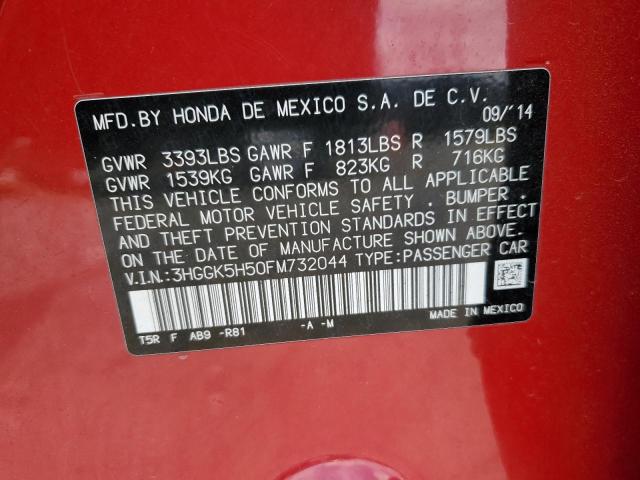 MFD.BY HONDA DE MEXICO S.A. DE C.V.
09/'14
GVWR 3393LBS GAWR F 1813LBS R 1579LBS
GVWR 1539KG GAWR F 823KG R 716KG
THIS VEHICLE CONFORMS TO ALL APPLICABLE
FEDERAL MOTOR VEHICLE SAFETY . BUMPER .
AND THEFT PREVENTION STANDARDS IN EFFECT
ON THE DATE OF MANUFACTURE SHOWN ABOVE.
V.I.N.:3HGGK5H50FM732044 TYPE:PASSENGER CAR
T5R F AB9 -R81 -A -M MADE IN MEXICO